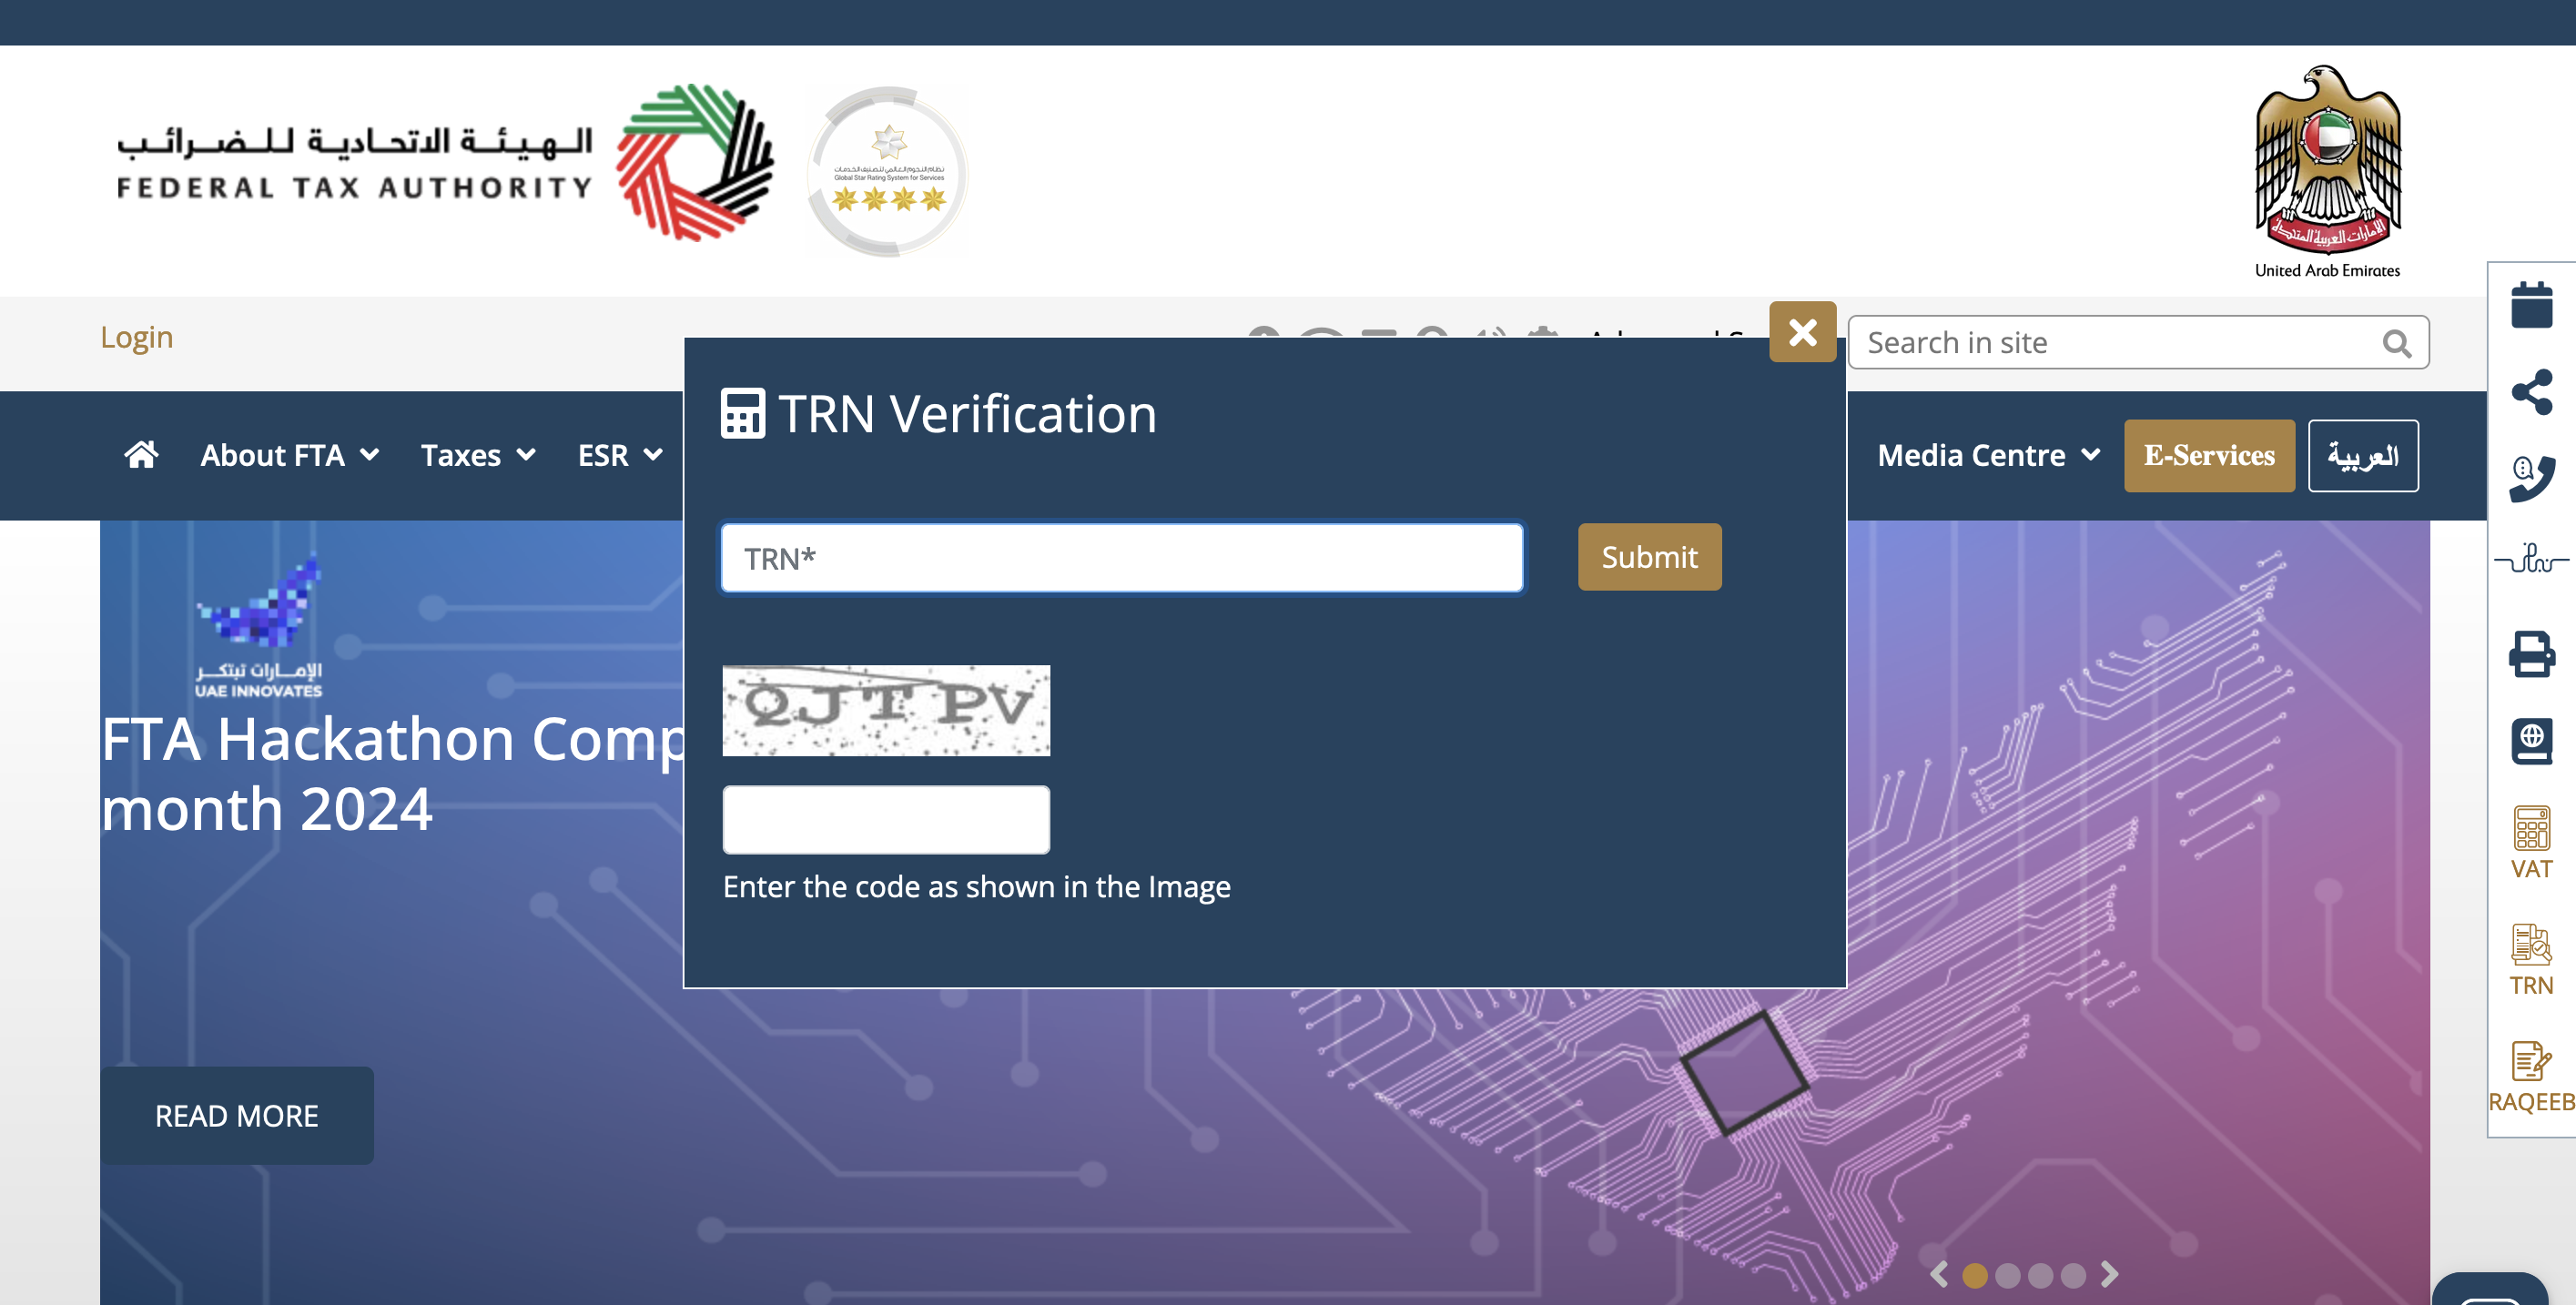 الهيئة الاتحادية للضرائب
FEDERAL TAX AUTHORITY
نظام النجوم العالمي لتصنيف الخدمات
Global Star Rating System for Services
الإمارات العربية المتحدة
United Arab Emirates
Login
Search in site
TRN Verification
About FTA
Taxes
ESR
Media Centre
E-Services
العربية
TRN*
Submit
الإمارات تبتكر
UAE INNOVATES
QJTPV
FTA Hackathon Comp
month 2024
Enter the code as shown in the Image
READ MORE
VAT
TRN
RAQEEB